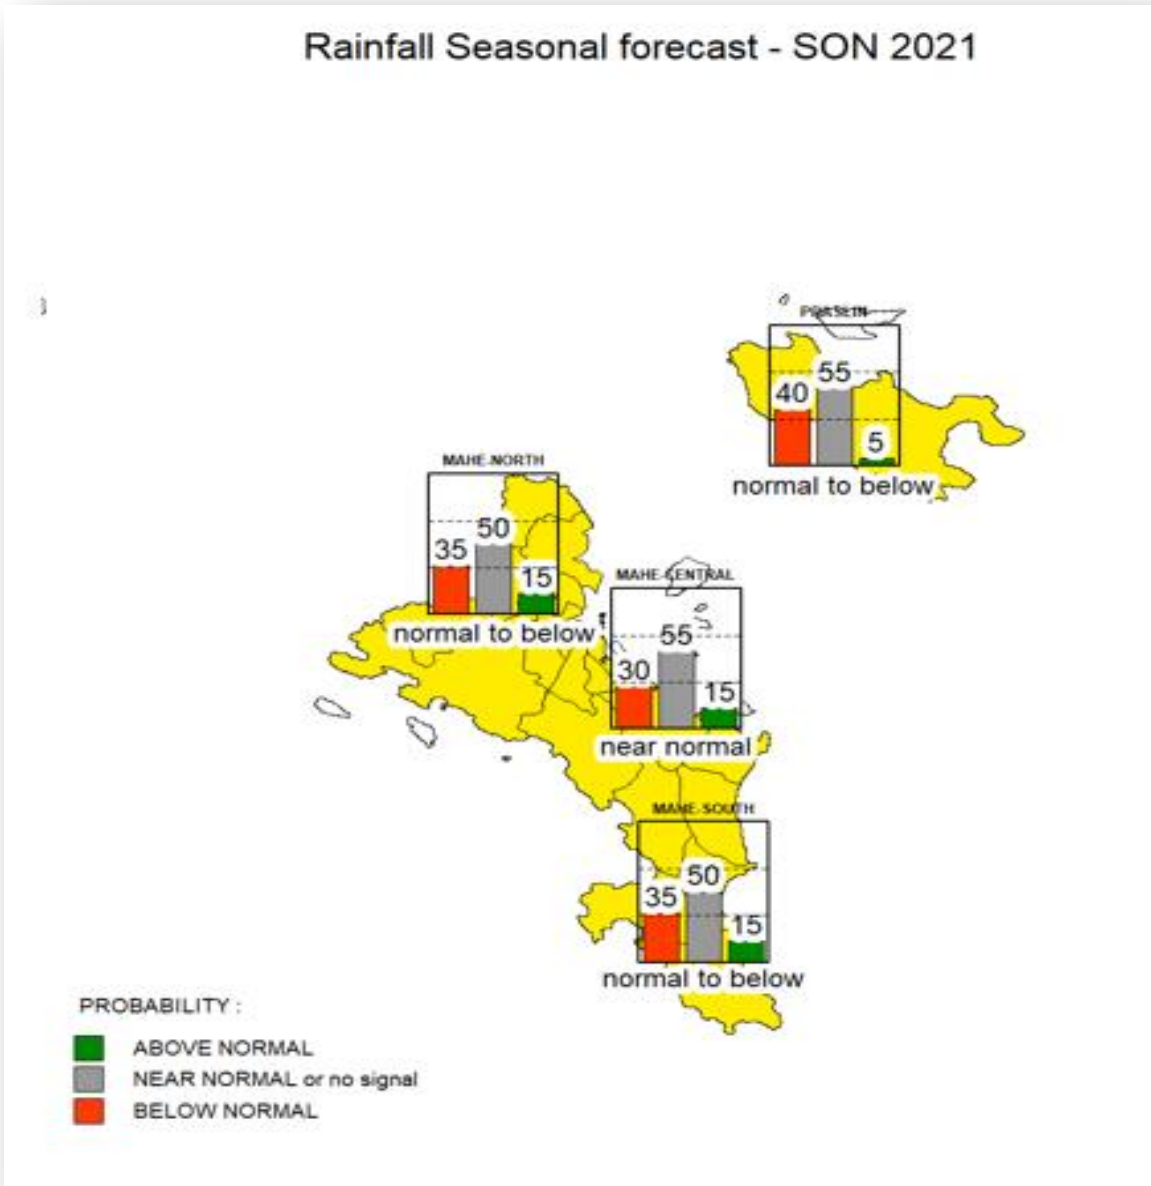 Rainfall Seasonal forecast - SON 2021
PRASLIN
55
40
5
normal to below
MAHE-NORTH
50
35
15
normal to below
MAHE-CENTRAL
55
30
15
near normal
MAHE-SOUTH
50
35
15
normal to below
PROBABILITY :
ABOVE NORMAL
NEAR NORMAL or no signal
BELOW NORMAL